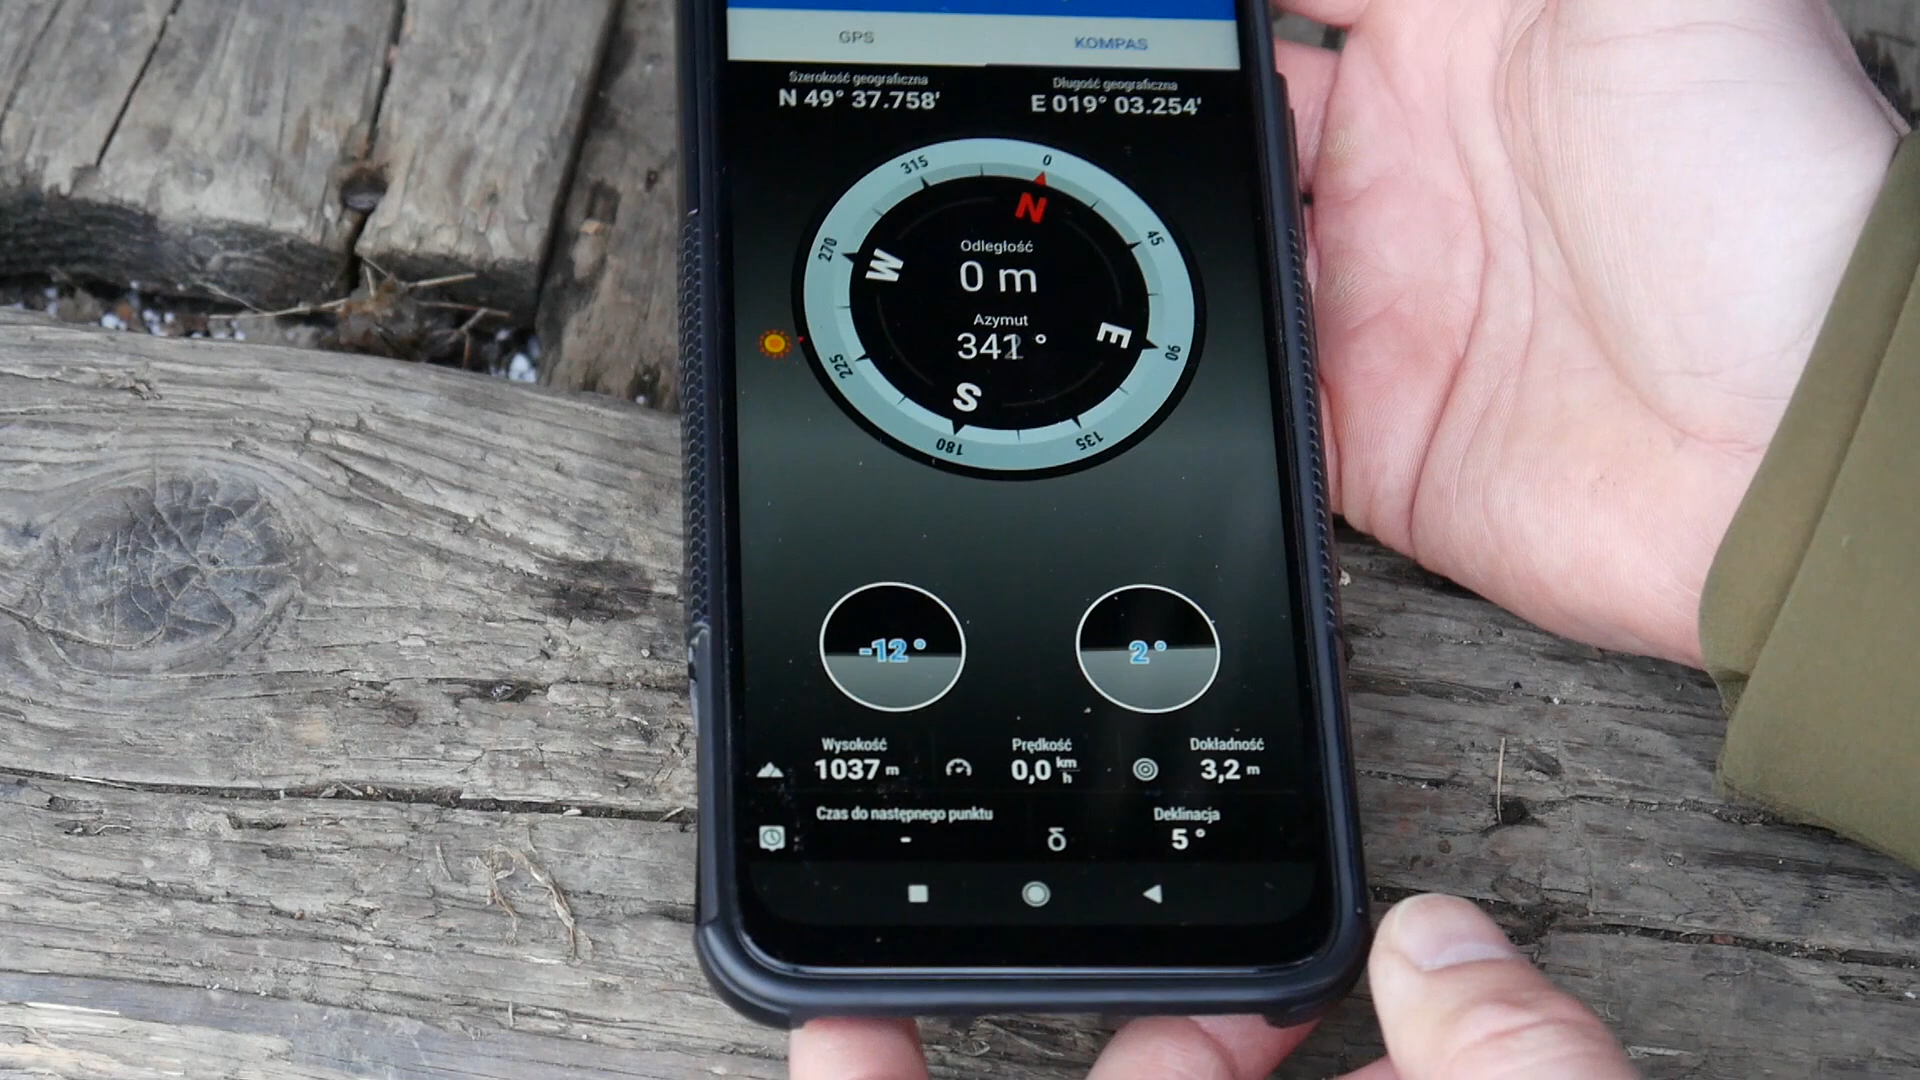 GPS KOMPAS
Szerokość geograficzna Długość geograficzna
N 49° 37.758' E 019° 03.254'
315 0 45 90 135 180 225 270
N E S W
Odległość
0 m
Azymut
341 °
-12° 2°
Wysokość Prędkość Dokładność
1037 m 0,0 km/h 3,2 m
Czas do następnego punktu Deklinacja
- δ 5 °